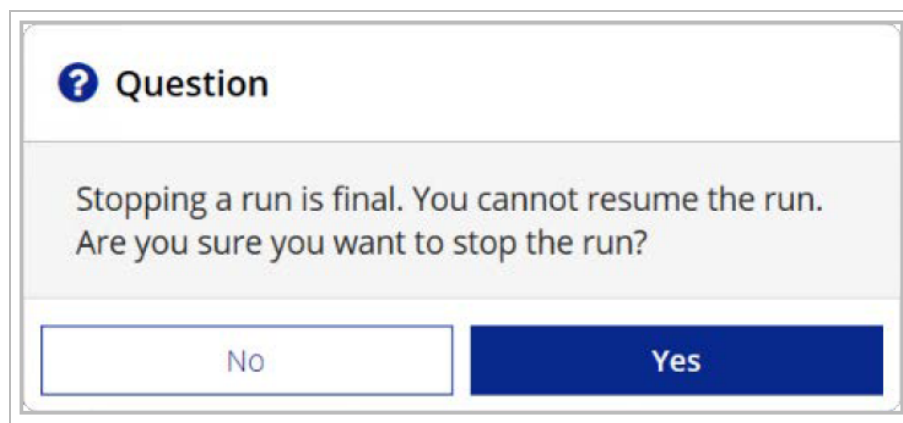 Question
Stopping a run is final. You cannot resume the run.
Are you sure you want to stop the run?
No
Yes